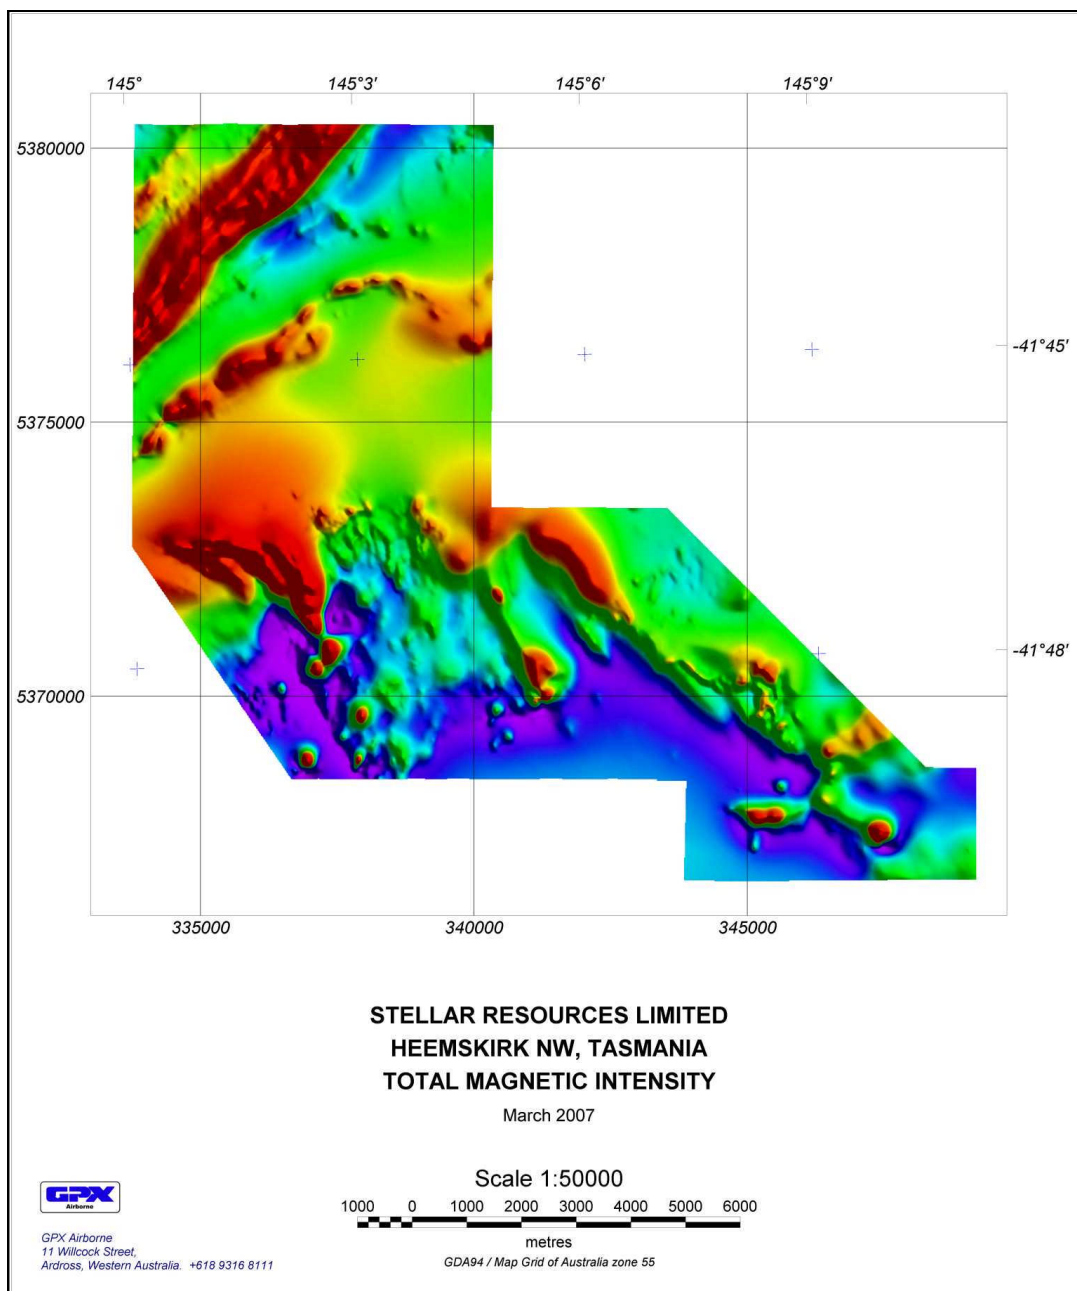 145° 145°3' 145°6' 145°9'
5380000
-41°45'
5375000
-41°48'
5370000
335000 340000 345000
STELLAR RESOURCES LIMITED
HEEMSKIRK NW, TASMANIA
TOTAL MAGNETIC INTENSITY
March 2007
Scale 1:50000
1000 0 1000 2000 3000 4000 5000 6000
metres
GDA94 / Map Grid of Australia zone 55
GPX
Airborne
GPX Airborne
11 Willcock Street,
Ardross, Western Australia. +618 9316 8111